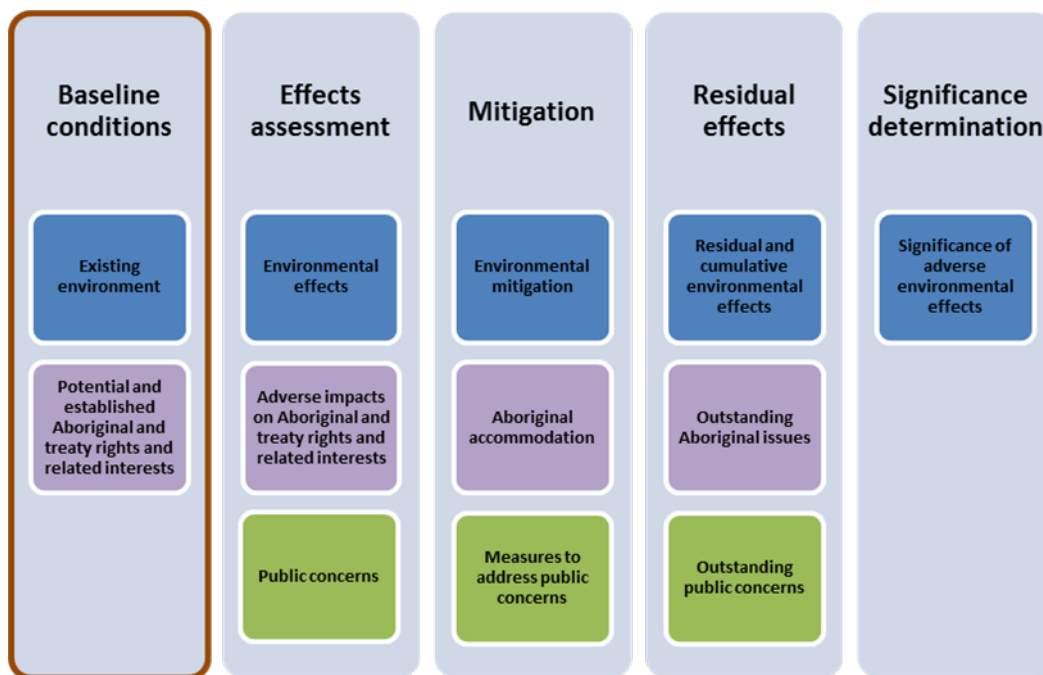 Baseline
conditions
Existing
environment
Potential and
established
Aboriginal and
treaty rights and
related interests
Effects
assessment
Environmental
effects
Adverse impacts
on Aboriginal and
treaty rights and
related interests
Public concerns
Mitigation
Environmental
mitigation
Aboriginal
accommodation
Measures to
address public
concerns
Residual
effects
Residual and
cumulative
environmental
effects
Outstanding
Aboriginal issues
Outstanding
public concerns
Significance
determination
Significance of
adverse
environmental
effects